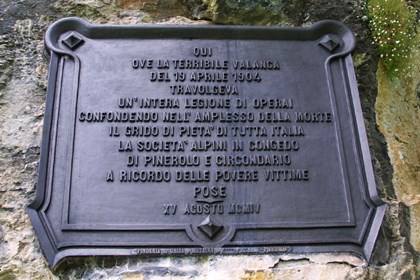 QUI
OVE LA TERRIBILE VALANGA
DEL 19 APRILE 1904
TRAVOLGEVA
UN'INTERA LEGIONE DI OPERAI
CONFONDENDO NELL'AMPLESSO DELLA MORTE
IL GRIDO DI PIETA' DI TUTTA ITALIA
LA SOCIETA' ALPINI IN CONGEDO
DI PINEROLO E CIRCONDARIO
A RICORDO DELLE POVERE VITTIME
POSE
XV AGOSTO MCMIV